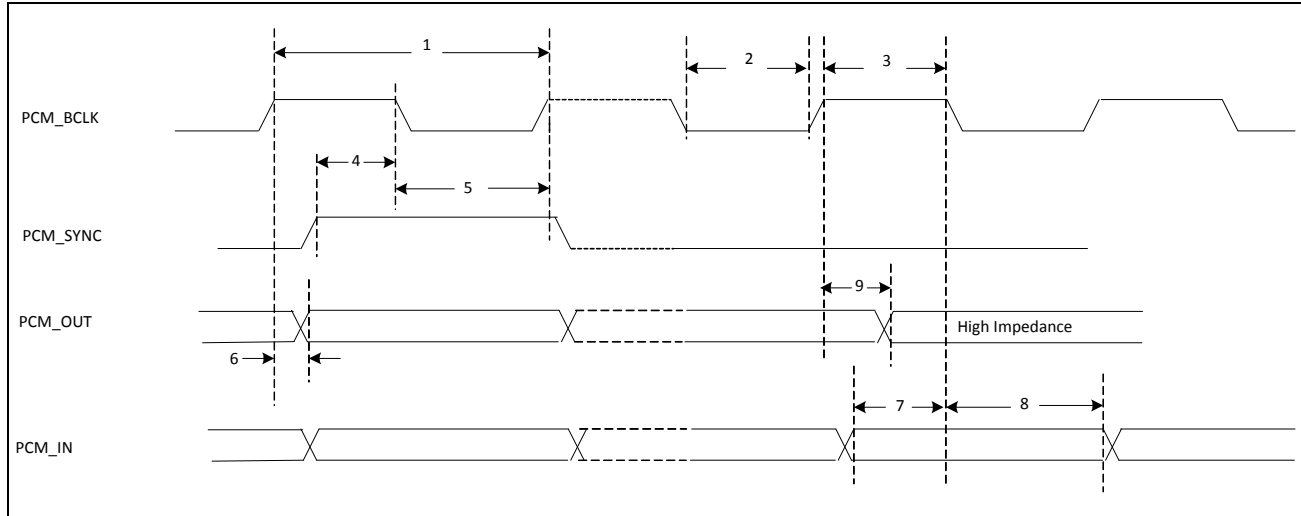 1
2
3
PCM_BCLK
4
5
PCM_SYNC
9
PCM_OUT
High Impedance
6
7
8
PCM_IN